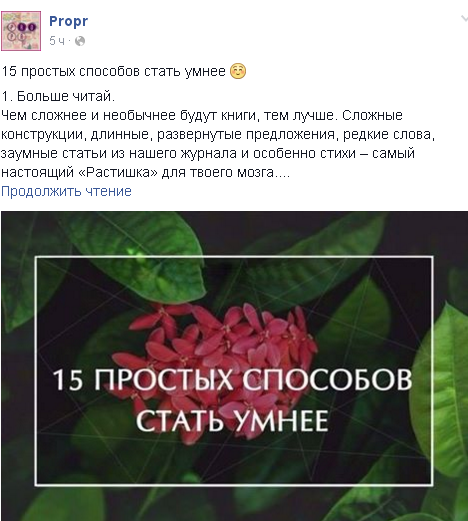 Propr
5 ч ·
15 простых способов стать умнее
1. Больше читай.
Чем сложнее и необычнее будут книги, тем лучше. Сложные
конструкции, длинные, развернутые предложения, редкие слова,
заумные статьи из нашего журнала и особенно стихи – самый
настоящий «Растишка» для твоего мозга....
Продолжить чтение
15 ПРОСТЫХ СПОСОБОВ
СТАТЬ УМНЕЕ